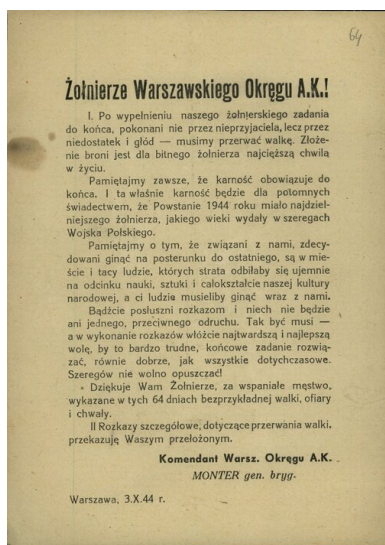 64
Żołnierze Warszawskiego Okręgu A.K.!
I. Po wypełnieniu naszego żołnierskiego zadania
do końca, pokonani nie przez nieprzyjaciela, lecz przez
niedostatek i głód — musimy przerwać walkę. Złoże-
nie broni jest dla bitnego żołnierza najcięższą chwilą
w życiu.
Pamiętajmy zawsze, że karność obowiązuje do
końca. I ta właśnie karność będzie dla potomnych
świadectwem, że Powstanie 1944 roku miało najdziel-
niejszego żołnierza, jakiego wieki wydały w szeregach
Wojska Polskiego.
Pamiętajmy o tym, że związani z nami, zdecy-
dowani ginąć na posterunku do ostatniego, są w mie-
ście i tacy ludzie, których strata odbiłaby się ujemnie
na odcinku nauki, sztuki i całokształcie naszej kultury
narodowej, a ci ludzie musieliby ginąć wraz z nami.
Bądźcie posłuszni rozkazom i niech nie będzie
ani jednego, przeciwnego odruchu. Tak być musi —
a w wykonanie rozkazów włóżcie najtwardszą i najlepszą
wolę, by to bardzo trudne, końcowe zadanie rozwią-
zać, równie dobrze, jak wszystkie dotychczasowe.
Szeregów nie wolno opuszczać!
Dziękuje Wam Żołnierze, za wspaniałe męstwo,
wykazane w tych 64 dniach bezprzykładnej walki, ofiary
i chwały.
II Rozkazy szczegółowe, dotyczące przerwania walki,
przekazuję Waszym przełożonym.
Komendant Warsz. Okręgu A.K.
MONTER gen. bryg.
Warszawa, 3.X.44 r.